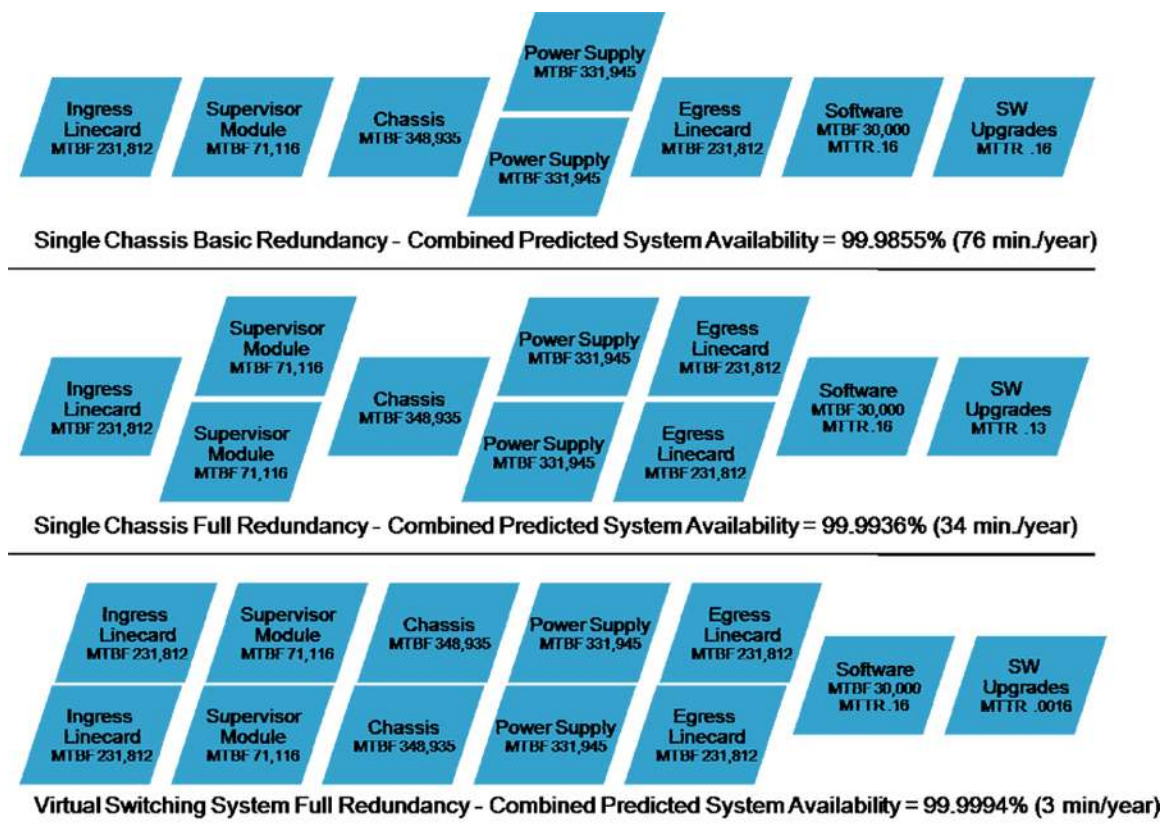 Power Supply
MTBF 331,945
Ingress
Linecard
MTBF 231,812
Supervisor
Module
MTBF 71,116
Chassis
MTBF 348,935
Power Supply
MTBF 331,945
Egress
Linecard
MTBF 231,812
Software
MTBF 30,000
MTTR .16
SW
Upgrades
MTTR .16
Single Chassis Basic Redundancy - Combined Predicted System Availability = 99.9855% (76 min./year)
Ingress
Linecard
MTBF 231,812
Supervisor
Module
MTBF 71,116
Supervisor
Module
MTBF 71,116
Chassis
MTBF 348,935
Power Supply
MTBF 331,945
Power Supply
MTBF 331,945
Egress
Linecard
MTBF 231,812
Egress
Linecard
MTBF 231,812
Software
MTBF 30,000
MTTR .16
SW
Upgrades
MTTR .13
Single Chassis Full Redundancy - Combined Predicted System Availability = 99.9936% (34 min./year)
Ingress
Linecard
MTBF 231,812
Supervisor
Module
MTBF 71,116
Chassis
MTBF 348,935
Power Supply
MTBF 331,945
Egress
Linecard
MTBF 231,812
Ingress
Linecard
MTBF 231,812
Supervisor
Module
MTBF 71,116
Chassis
MTBF 348,935
Power Supply
MTBF 331,945
Egress
Linecard
MTBF 231,812
Software
MTBF 30,000
MTTR .16
SW
Upgrades
MTTR .0016
Virtual Switching System Full Redundancy - Combined Predicted System Availability = 99.9994% (3 min/year)